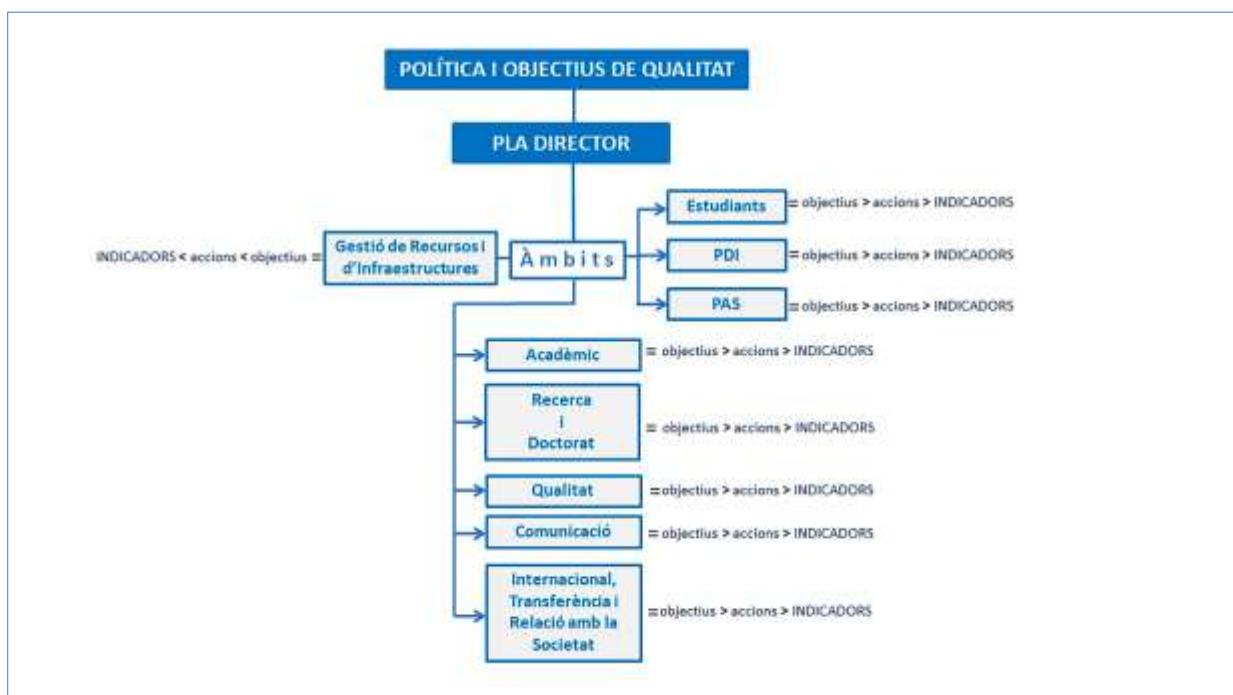 POLÍTICA I OBJECTIUS DE QUALITAT
PLA DIRECTOR
Estudiants = objectius > accions > INDICADORS
INDICADORS < accions < objectius = Gestió de Recursos i
d'Infraestructures
Àmbits
PDI = objectius > accions > INDICADORS
PAS = objectius > accions > INDICADORS
Acadèmic = objectius > accions > INDICADORS
Recerca
i
Doctorat
= objectius > accions > INDICADORS
Qualitat = objectius > accions > INDICADORS
Comunicació = objectius > accions > INDICADORS
Internacional,
Transferència i
Relació amb la
Societat
= objectius > accions > INDICADORS